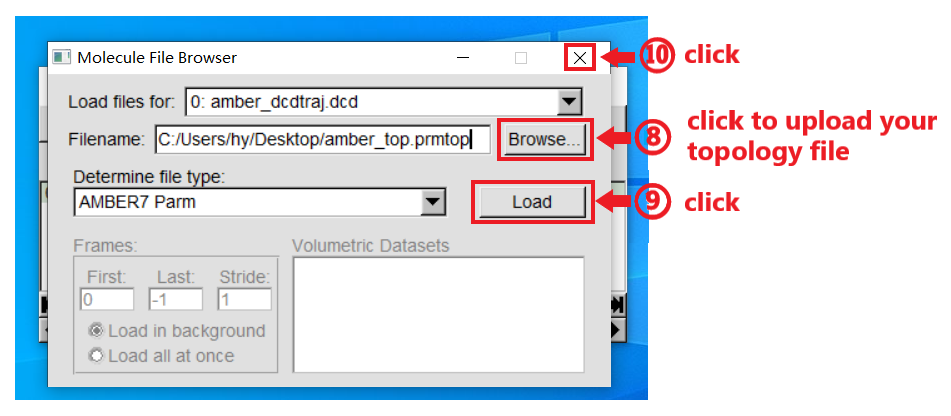 Molecule File Browser
⑩ click
Load files for: 0: amber_dcdtraj.dcd
Filename: C:/Users/hy/Desktop/amber_top.prmtop Browse...
⑧ click to upload your
topology file
Determine file type:
AMBER7 Parm Load
⑨ click
Frames: Volumetric Datasets
First: Last: Stride:
0 -1 1
Load in background
Load all at once